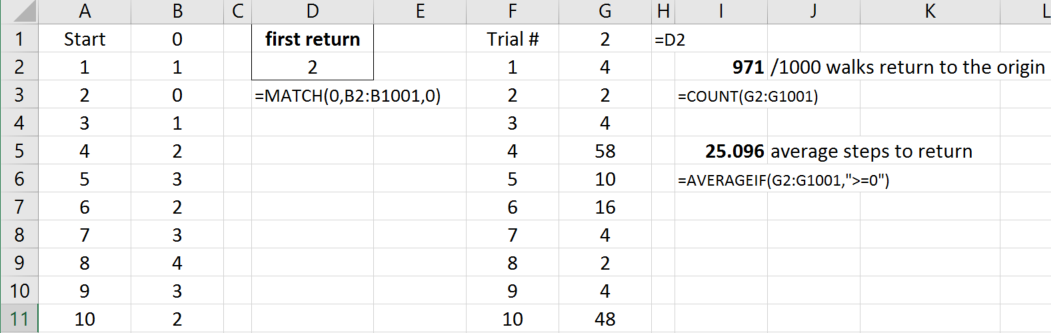 A B C D E F G H I J K L
1 Start 0 first return Trial # 2 =D2
2 1 1 2 1 4 971 /1000 walks return to the origin
3 2 0 =MATCH(0,B2:B1001,0) 2 2 =COUNT(G2:G1001)
4 3 1 3 4
5 4 2 4 58 25.096 average steps to return
6 5 3 5 10 =AVERAGEIF(G2:G1001,">=0")
7 6 2 6 16
8 7 3 7 4
9 8 4 8 2
10 9 3 9 4
11 10 2 10 48